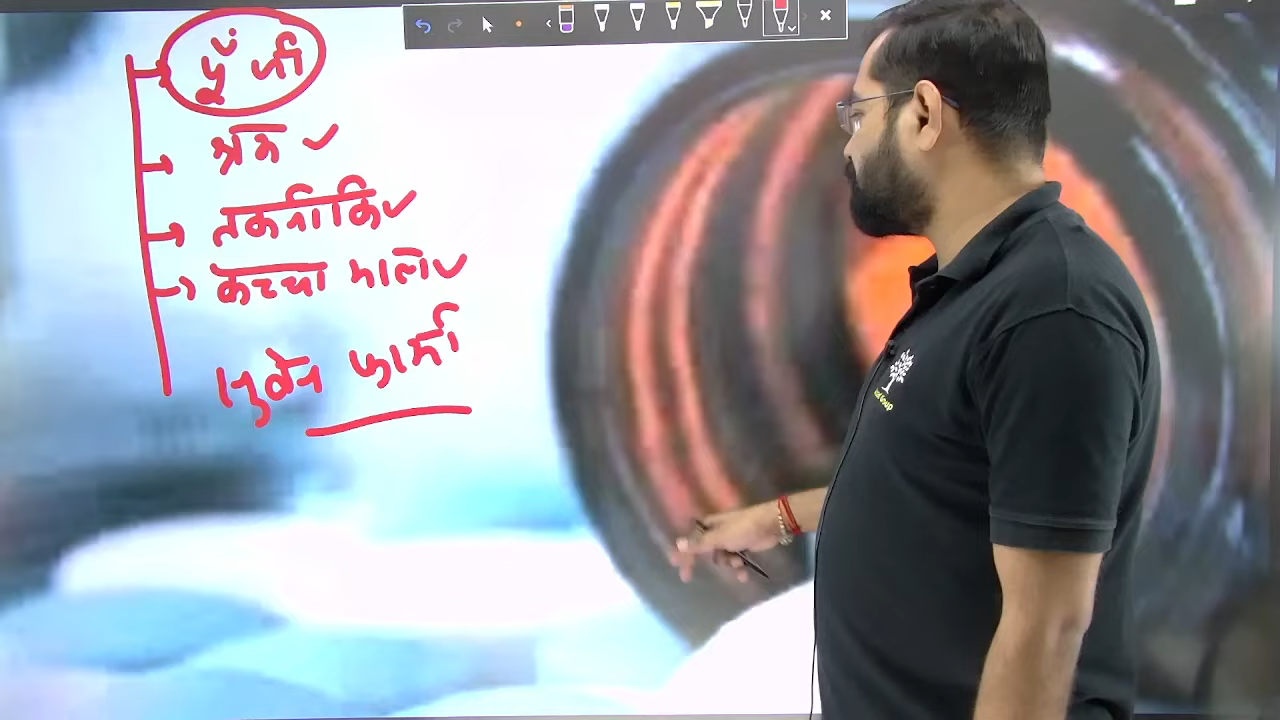 पूँजी
श्रम
तकनीकि
कच्चा माल